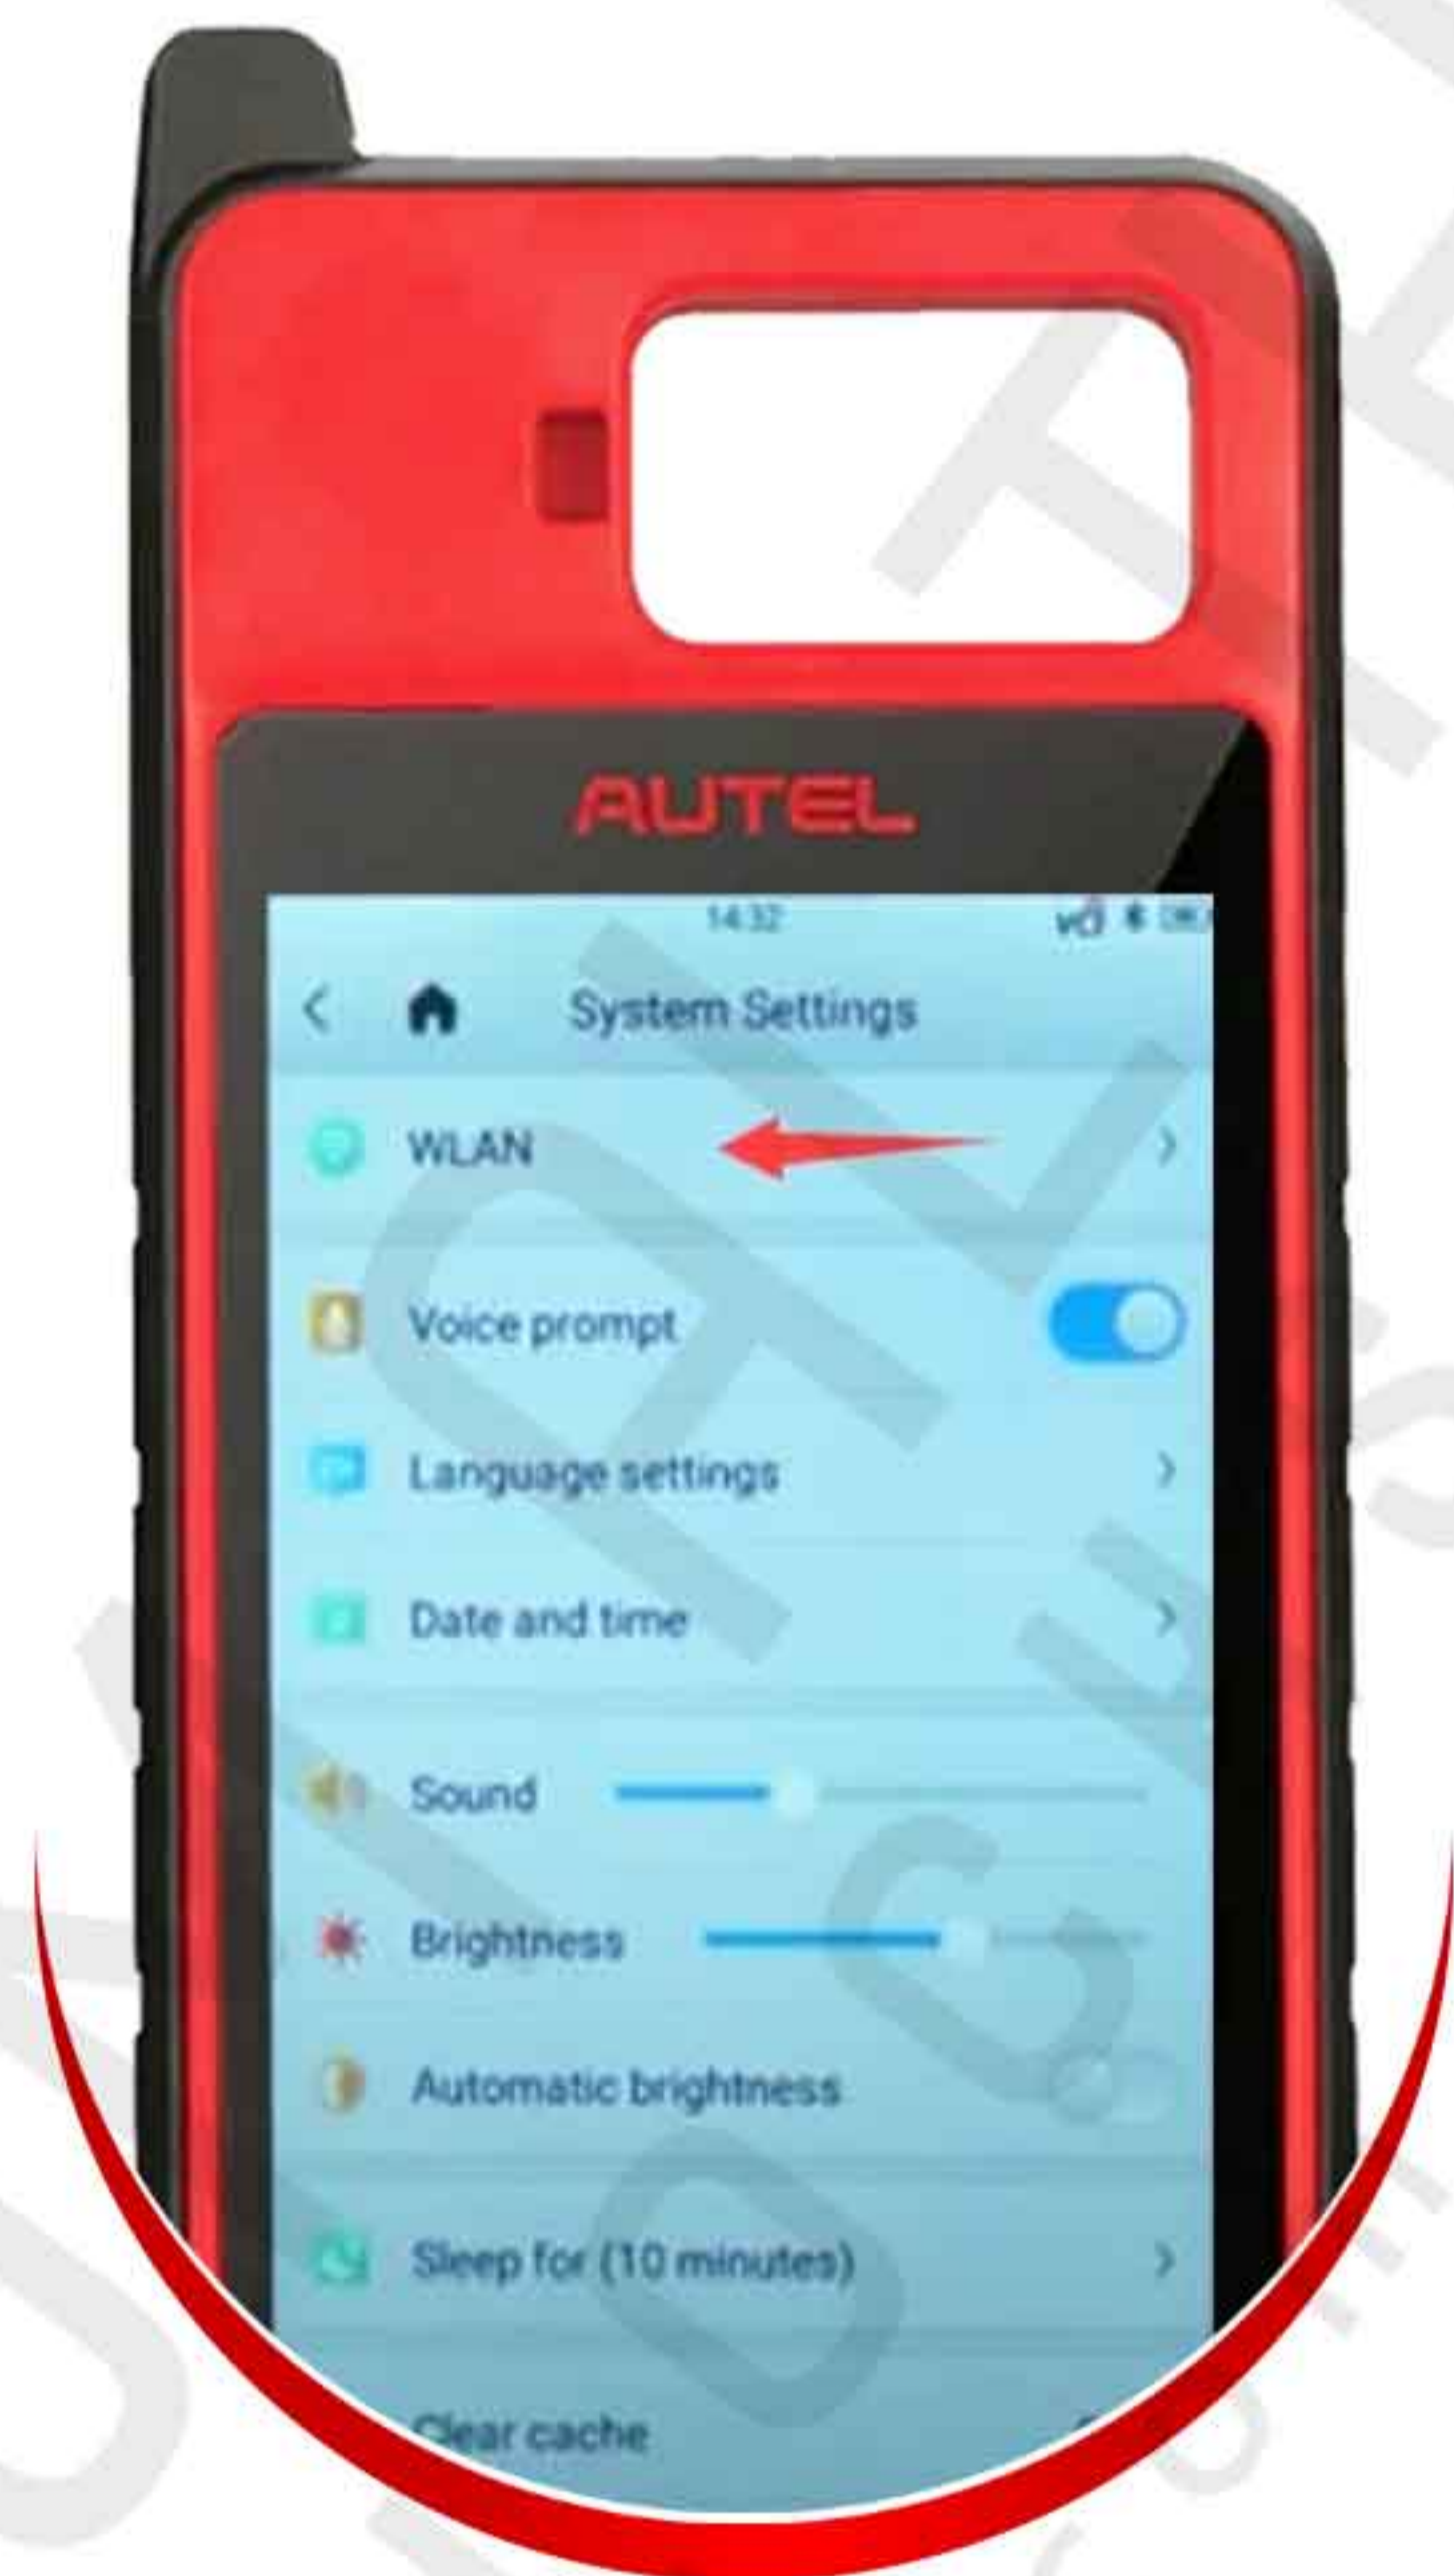 AUTEL
14:32
VCI
System Settings
WLAN
Voice prompt
Language settings
Date and time
Sound
Brightness
Automatic brightness
Sleep for (10 minutes)
Clear cache